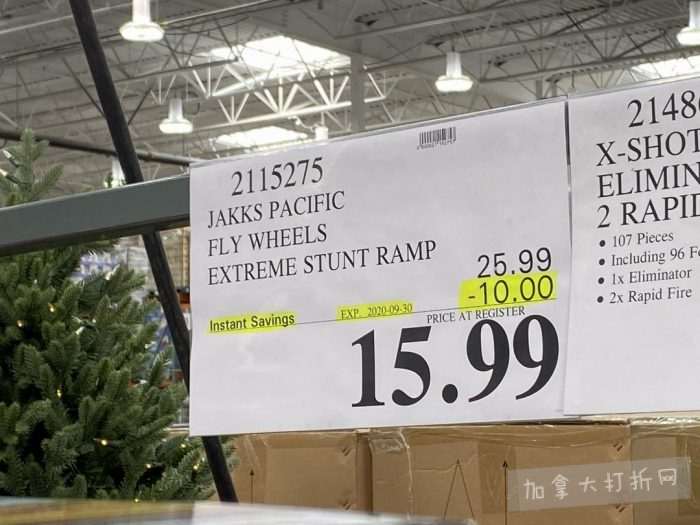 2115275
JAKKS PACIFIC
FLY WHEELS
EXTREME STUNT RAMP
25.99
-10.00
Instant Savings
EXP. 2020-09-30
PRICE AT REGISTER
15.99
2148
X-SHOT
ELIMIN
2 RAPID
• 107 Pieces
• Including 96 F
• 1x Eliminator
• 2x Rapid Fire
加拿大打折网